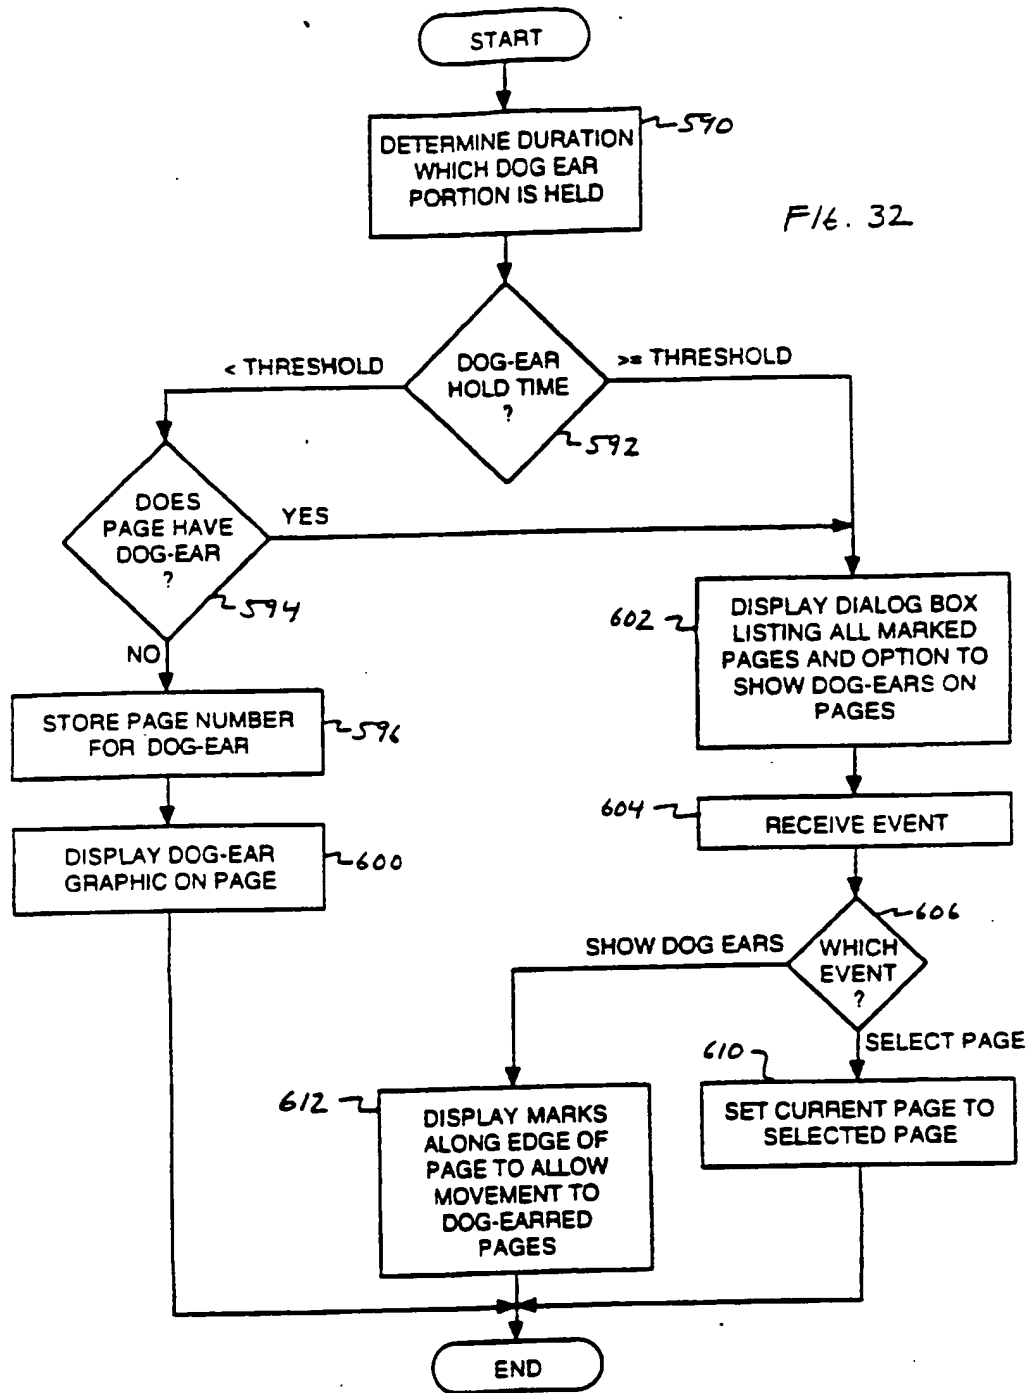 START
DETERMINE DURATION
WHICH DOG EAR
PORTION IS HELD
590
FIG. 32
< THRESHOLD
DOG-EAR
HOLD TIME
?
>= THRESHOLD
592
DOES
PAGE HAVE
DOG-EAR
?
YES
594
NO
602
DISPLAY DIALOG BOX
LISTING ALL MARKED
PAGES AND OPTION TO
SHOW DOG-EARS ON
PAGES
STORE PAGE NUMBER
FOR DOG-EAR
596
604
RECEIVE EVENT
DISPLAY DOG-EAR
GRAPHIC ON PAGE
600
606
SHOW DOG EARS
WHICH
EVENT
?
SELECT PAGE
610
SET CURRENT PAGE TO
SELECTED PAGE
612
DISPLAY MARKS
ALONG EDGE OF
PAGE TO ALLOW
MOVEMENT TO
DOG-EARRED
PAGES
END